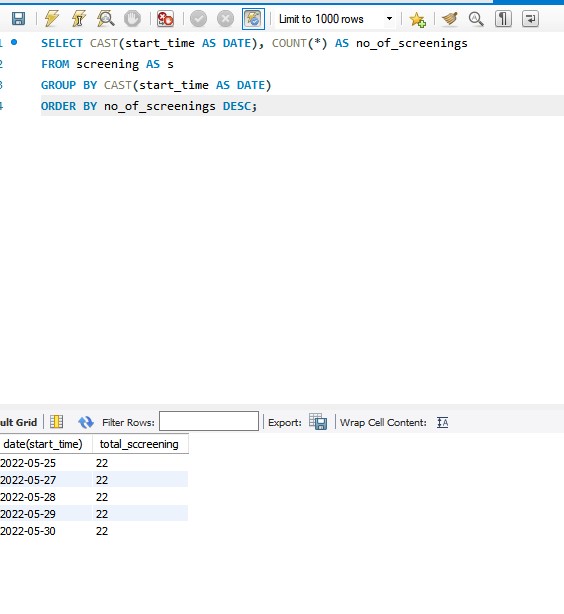 Limit to 1000 rows
1 SELECT CAST(start_time AS DATE), COUNT(*) AS no_of_screenings
2 FROM screening AS s
3 GROUP BY CAST(start_time AS DATE)
4 ORDER BY no_of_screenings DESC;
ult Grid Filter Rows: Export: Wrap Cell Content:
date(start_time) total_sccreening
2022-05-25 22
2022-05-27 22
2022-05-28 22
2022-05-29 22
2022-05-30 22